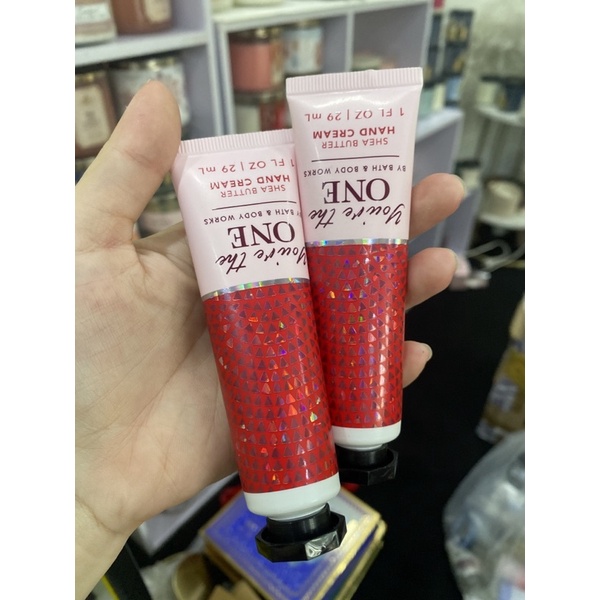 You're the
ONE
BY BATH & BODY WORKS
SHEA BUTTER
HAND CREAM
1 FL OZ | 29 mL
You're the
ONE
BY BATH & BODY WORKS
SHEA BUTTER
HAND CREAM
1 FL OZ | 29 mL